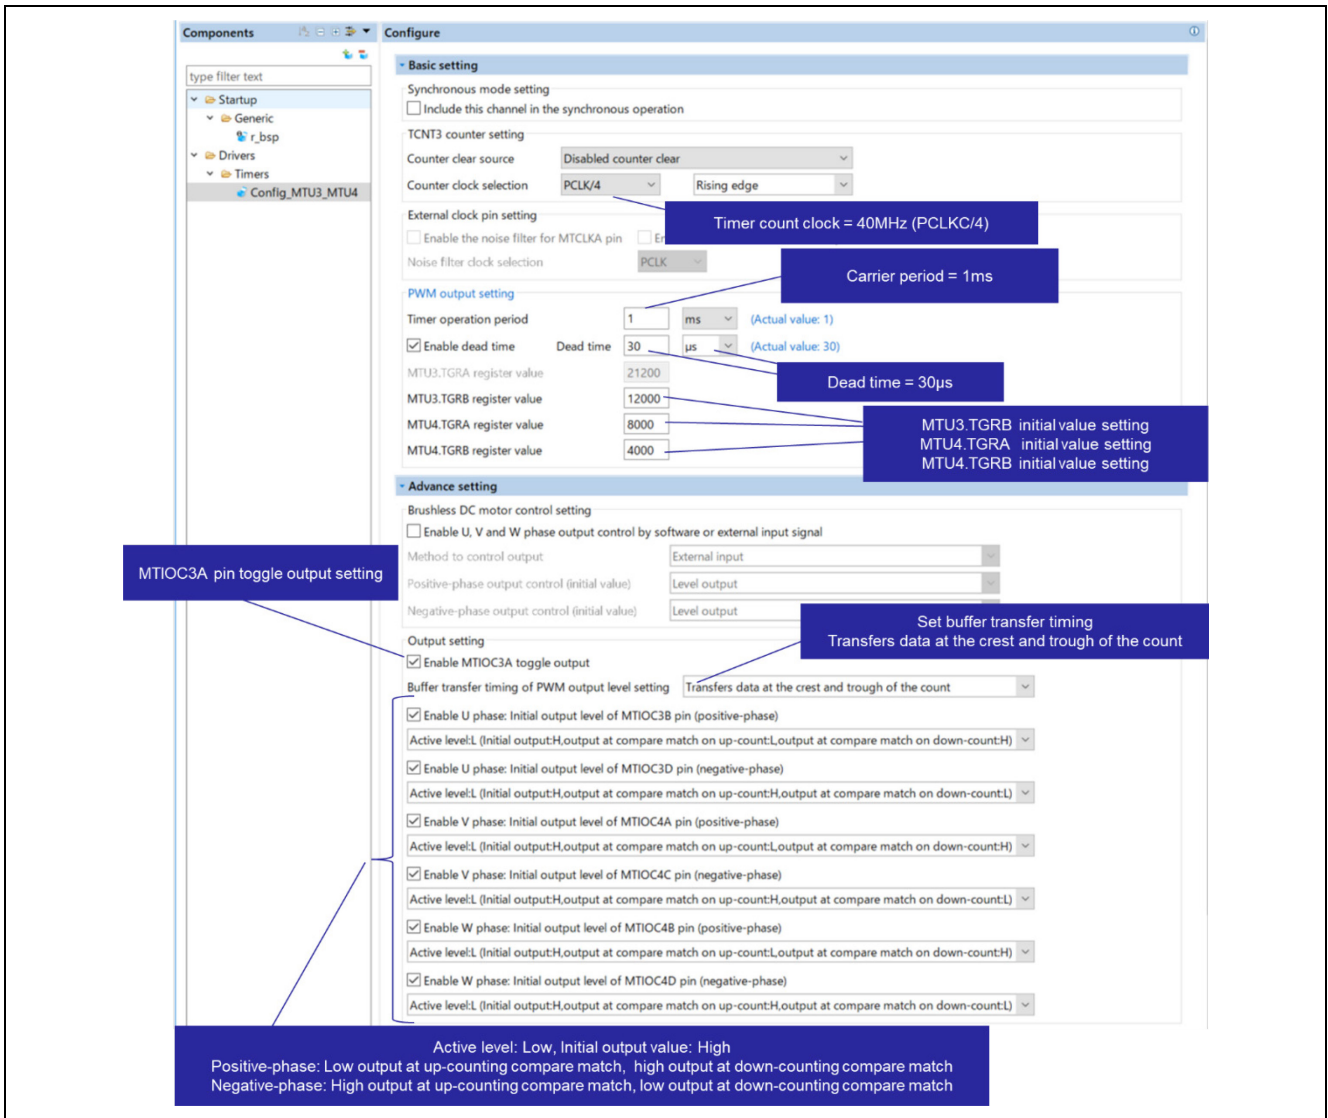 Components
Configure
type filter text
Startup
Generic
r_bsp
Drivers
Timers
Config_MTU3_MTU4
Basic setting
Synchronous mode setting
Include this channel in the synchronous operation
TCNT3 counter setting
Counter clear source Disabled counter clear
Counter clock selection PCLK/4 Rising edge
Timer count clock = 40MHz (PCLKC/4)
External clock pin setting
Enable the noise filter for MTCLKA pin
Noise filter clock selection PCLK
Carrier period = 1ms
PWM output setting
Timer operation period 1 ms (Actual value: 1)
Enable dead time Dead time 30 µs (Actual value: 30)
MTU3.TGRA register value 21200
Dead time = 30µs
MTU3.TGRB register value 12000
MTU4.TGRA register value 8000
MTU4.TGRB register value 4000
MTU3.TGRB initial value setting
MTU4.TGRA initial value setting
MTU4.TGRB initial value setting
Advance setting
Brushless DC motor control setting
Enable U, V and W phase output control by software or external input signal
Method to control output External input
Positive-phase output control (initial value) Level output
Negative-phase output control (initial value) Level output
MTIOC3A pin toggle output setting
Set buffer transfer timing
Transfers data at the crest and trough of the count
Output setting
Enable MTIOC3A toggle output
Buffer transfer timing of PWM output level setting Transfers data at the crest and trough of the count
Enable U phase: Initial output level of MTIOC3B pin (positive-phase)
Active level:L (Initial output:H,output at compare match on up-count:L,output at compare match on down-count:H)
Enable U phase: Initial output level of MTIOC3D pin (negative-phase)
Active level:L (Initial output:H,output at compare match on up-count:H,output at compare match on down-count:L)
Enable V phase: Initial output level of MTIOC4A pin (positive-phase)
Active level:L (Initial output:H,output at compare match on up-count:L,output at compare match on down-count:H)
Enable V phase: Initial output level of MTIOC4C pin (negative-phase)
Active level:L (Initial output:H,output at compare match on up-count:H,output at compare match on down-count:L)
Enable W phase: Initial output level of MTIOC4B pin (positive-phase)
Active level:L (Initial output:H,output at compare match on up-count:L,output at compare match on down-count:H)
Enable W phase: Initial output level of MTIOC4D pin (negative-phase)
Active level:L (Initial output:H,output at compare match on up-count:H,output at compare match on down-count:L)
Active level: Low, Initial output value: High
Positive-phase: Low output at up-counting compare match, high output at down-counting compare match
Negative-phase: High output at up-counting compare match, low output at down-counting compare match